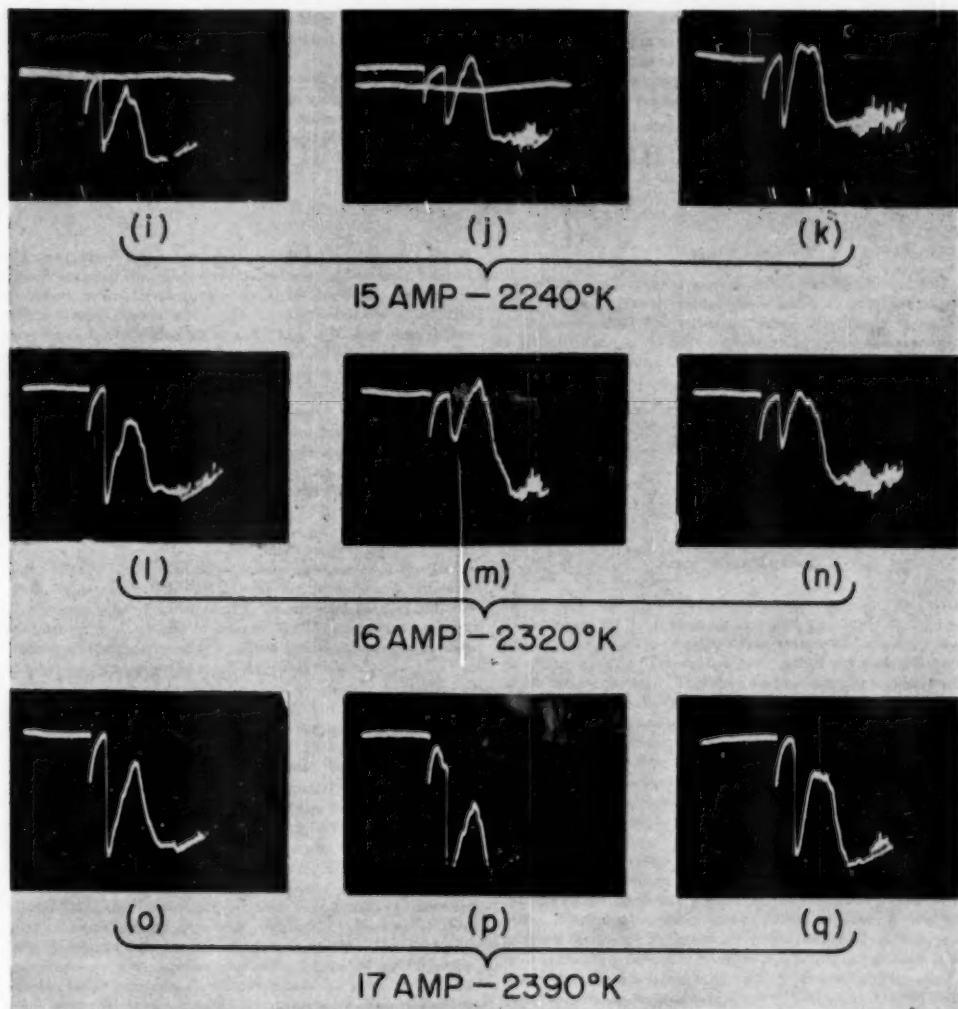 (i) (j) (k)
15 AMP — 2240°K
(l) (m) (n)
16 AMP — 2320°K
(o) (p) (q)
17 AMP — 2390°K